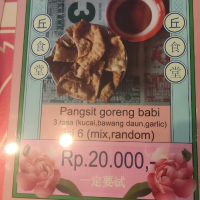 丘食堂
丘食堂
Pangsit goreng babi
3 rasa (kucai,bawang daun,garlic)
6 (mix,random)
Rp.20.000,-
一定要试